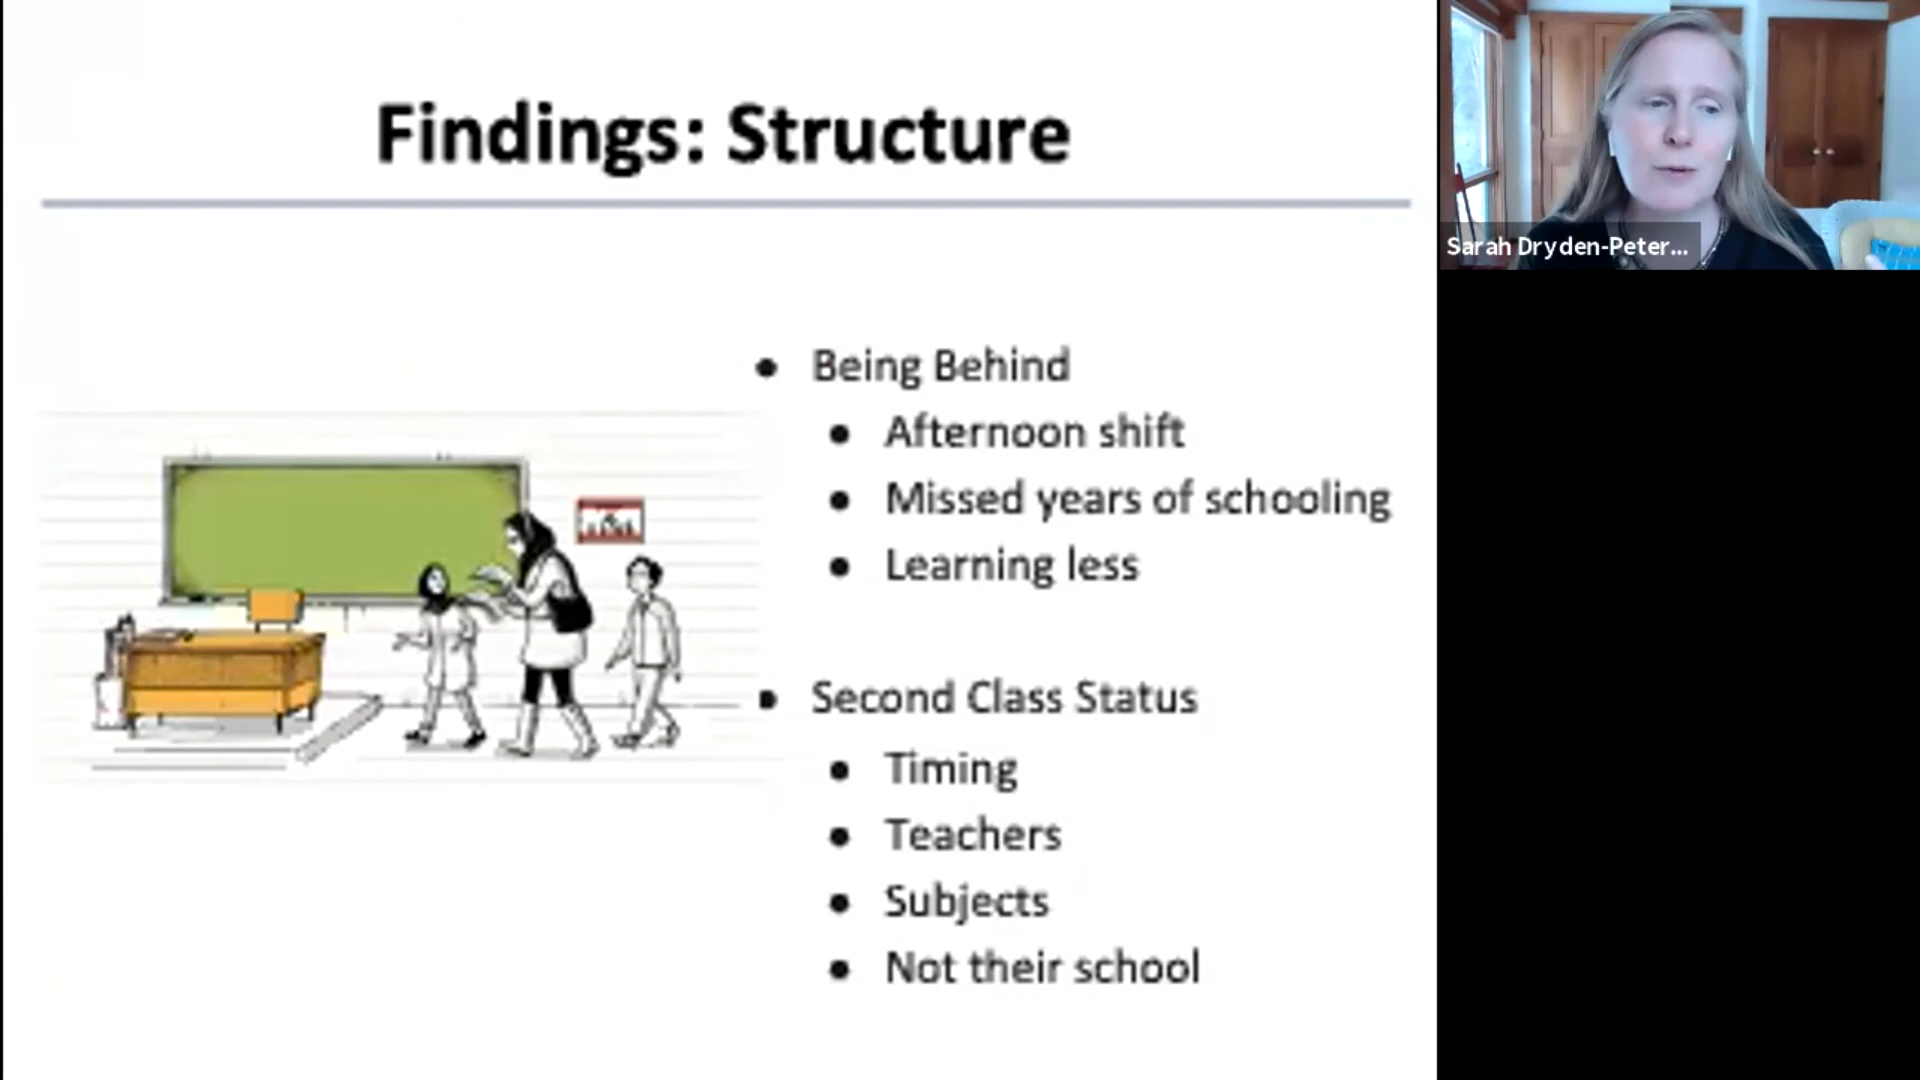 Findings: Structure
Being Behind
Afternoon shift
Missed years of schooling
Learning less
Second Class Status
Timing
Teachers
Subjects
Not their school
Sarah Dryden-Peter...